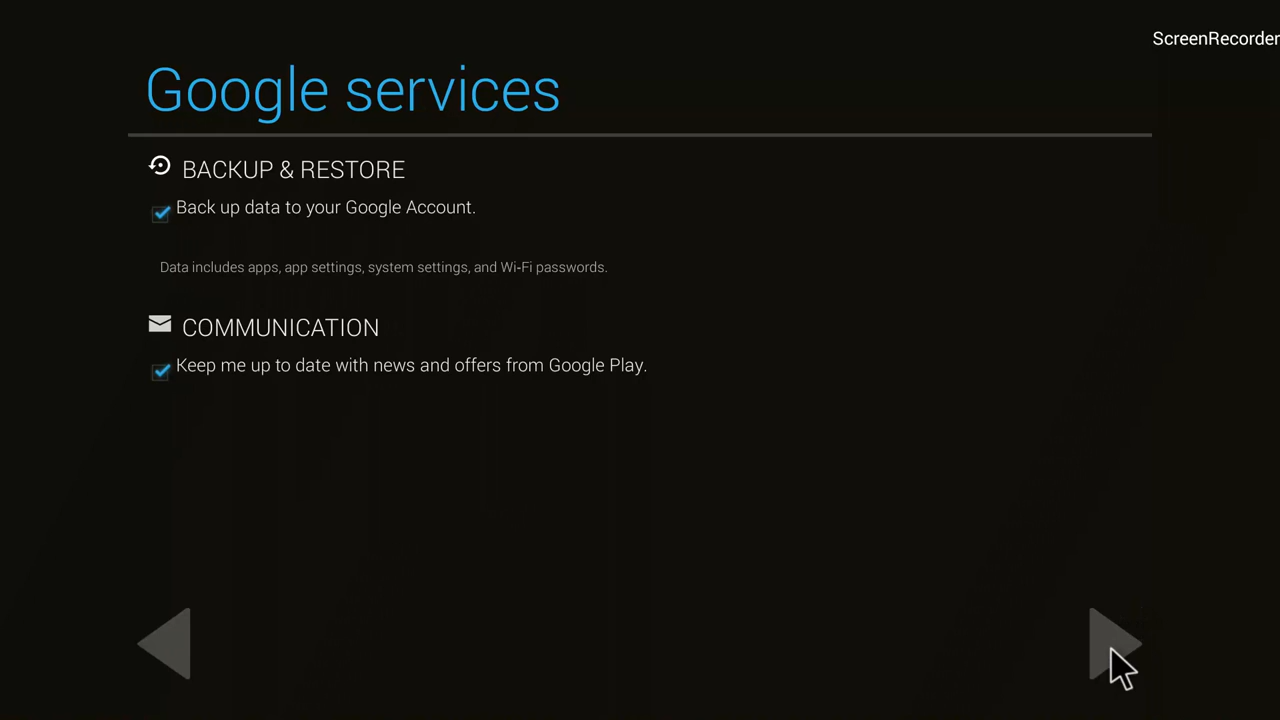 ScreenRecorder
Google services
BACKUP & RESTORE
Back up data to your Google Account.
Data includes apps, app settings, system settings, and Wi-Fi passwords.
COMMUNICATION
Keep me up to date with news and offers from Google Play.